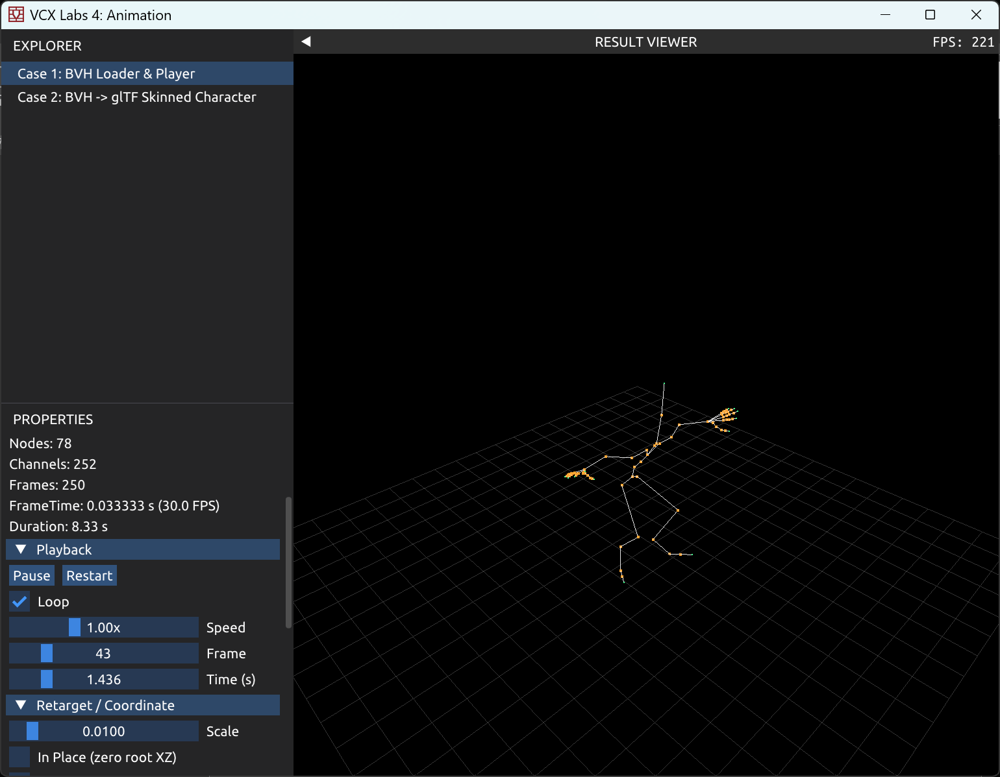 VCX Labs 4: Animation
EXPLORER
RESULT VIEWER
FPS: 221
Case 1: BVH Loader & Player
Case 2: BVH -> glTF Skinned Character
PROPERTIES
Nodes: 78
Channels: 252
Frames: 250
FrameTime: 0.033333 s (30.0 FPS)
Duration: 8.33 s
Playback
Pause Restart
Loop
1.00x Speed
43 Frame
1.436 Time (s)
Retarget / Coordinate
0.0100 Scale
In Place (zero root XZ)